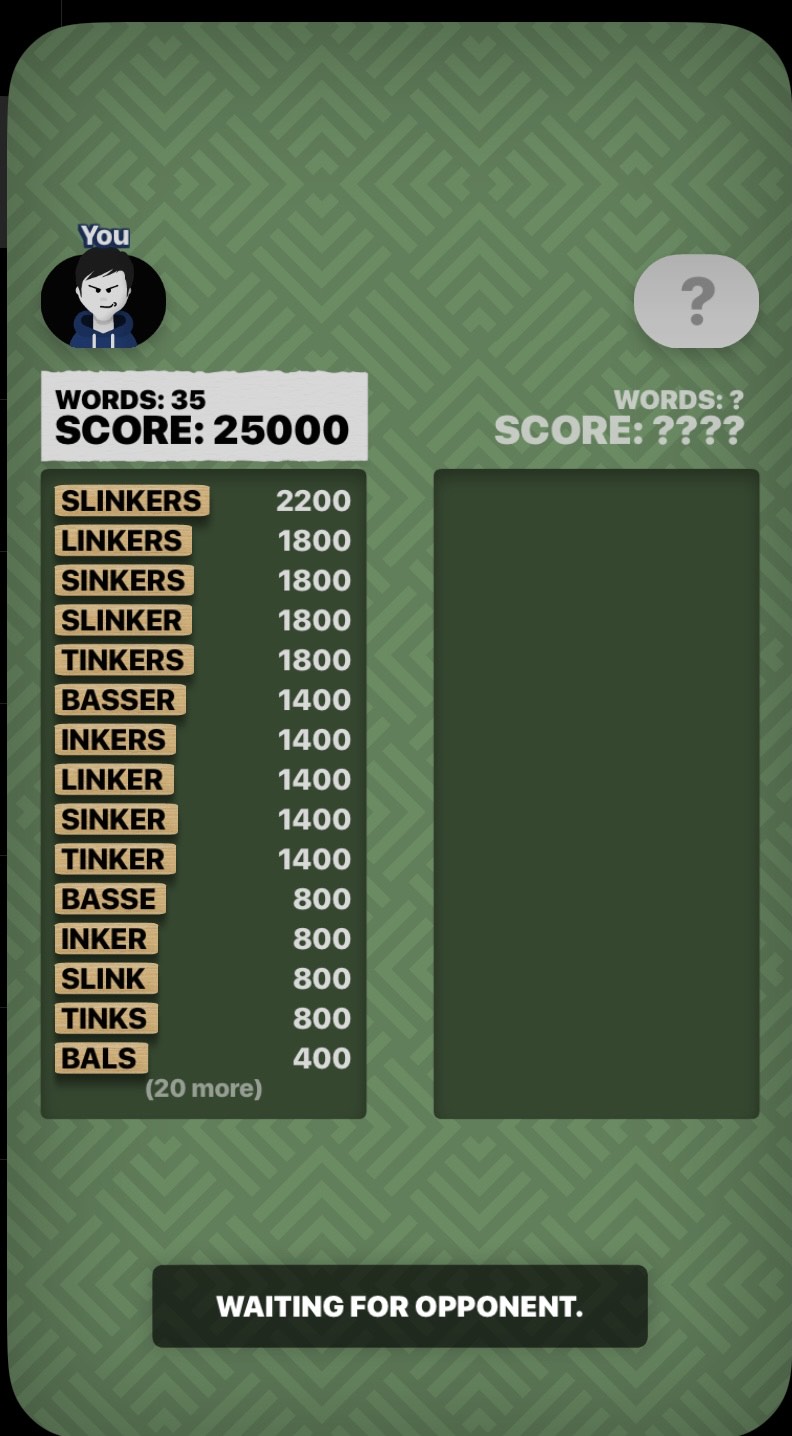 You
?
WORDS: 35
SCORE: 25000
WORDS: ?
SCORE: ????
SLINKERS 2200
LINKERS 1800
SINKERS 1800
SLINKER 1800
TINKERS 1800
BASSER 1400
INKERS 1400
LINKER 1400
SINKER 1400
TINKER 1400
BASSE 800
INKER 800
SLINK 800
TINKS 800
BALS 400
(20 more)
WAITING FOR OPPONENT.